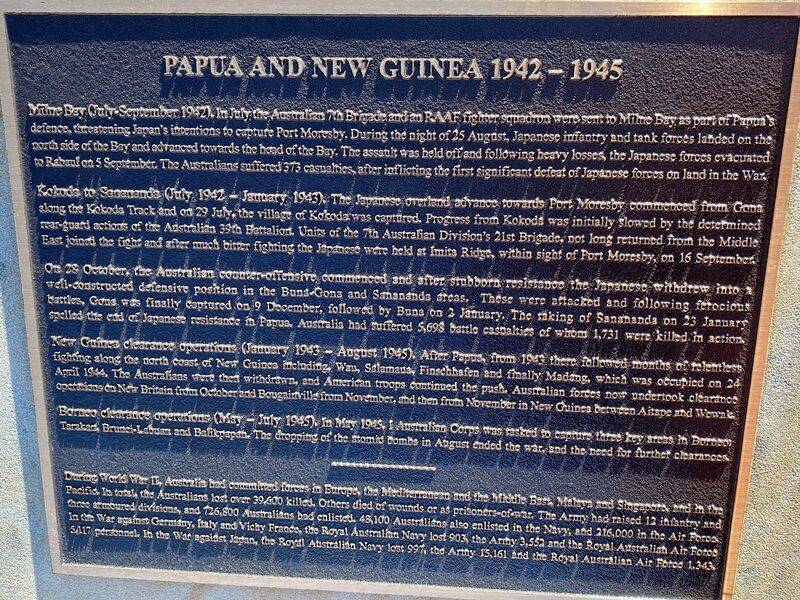 PAPUA AND NEW GUINEA 1942 – 1945
Milne Bay (July-September 1942). In July the Australian 7th Brigade and an RAAF fighter squadron were sent to Milne Bay as part of Papua's
defence, threatening Japan's intentions to capture Port Moresby. During the night of 25 August, Japanese infantry and tank forces landed on the
north side of the Bay and advanced towards the head of the Bay. The assault was held off and following heavy losses, the Japanese forces evacuated
to Rabaul on 5 September. The Australians suffered 373 casualties, after inflicting the first significant defeat of Japanese forces on land in the War.
Kokoda to Sanananda (July 1942 – January 1943). The Japanese overland advance towards Port Moresby commenced from Gona
along the Kokoda Track and on 29 July, the village of Kokoda was captured. Progress from Kokoda was initially slowed by the determined
rear-guard actions of the Australian 39th Battalion. Units of the 7th Australian Division's 21st Brigade, not long returned from the Middle
East joined the fight and after much bitter fighting the Japanese were held at Imita Ridge, within sight of Port Moresby, on 16 September.
On 28 October, the Australian counter-offensive commenced and after stubborn resistance the Japanese withdrew into a
well-constructed defensive position in the Buna-Gona and Sanananda areas. These were attacked and following ferocious
battles, Gona was finally captured on 9 December, followed by Buna on 2 January. The taking of Sanananda on 23 January
spelled the end of Japanese resistance in Papua. Australia had suffered 5,698 battle casualties of whom 1,731 were killed in action.
New Guinea clearance operations (January 1943 – August 1945). After Papua, from 1943 there followed months of relentless
fighting along the north coast of New Guinea including, Wau, Salamaua, Finschhafen and finally Madang, which was occupied on 24
April 1944. The Australians were then withdrawn, and American troops continued the push. Australian forces now undertook clearance
operations on New Britain from October and Bougainville from November, and then from November in New Guinea between Aitape and Wewak.
Borneo clearance operations (May – July 1945). In May 1945, 1 Australian Corps was tasked to capture three key areas in Borneo;
Tarakan, Brunei-Labuan and Balikpapan. The dropping of the atomic bombs in August ended the war, and the need for further clearances.
During World War II, Australia had committed forces in Europe, the Mediterranean and the Middle East, Malaya and Singapore, and in the
Pacific. In total, the Australians lost over 39,600 killed. Others died of wounds or as prisoners-of-war. The Army had raised 12 infantry and
three armoured divisions, and 726,800 Australians had enlisted. 48,100 Australians also enlisted in the Navy, and 216,000 in the Air Force.
In the War against Germany, Italy and Vichy France, the Royal Australian Navy lost 903, the Army 3,552 and the Royal Australian Air Force
5,117 personnel. In the War against Japan, the Royal Australian Navy lost 997, the Army 15,161 and the Royal Australian Air Force 1,343.